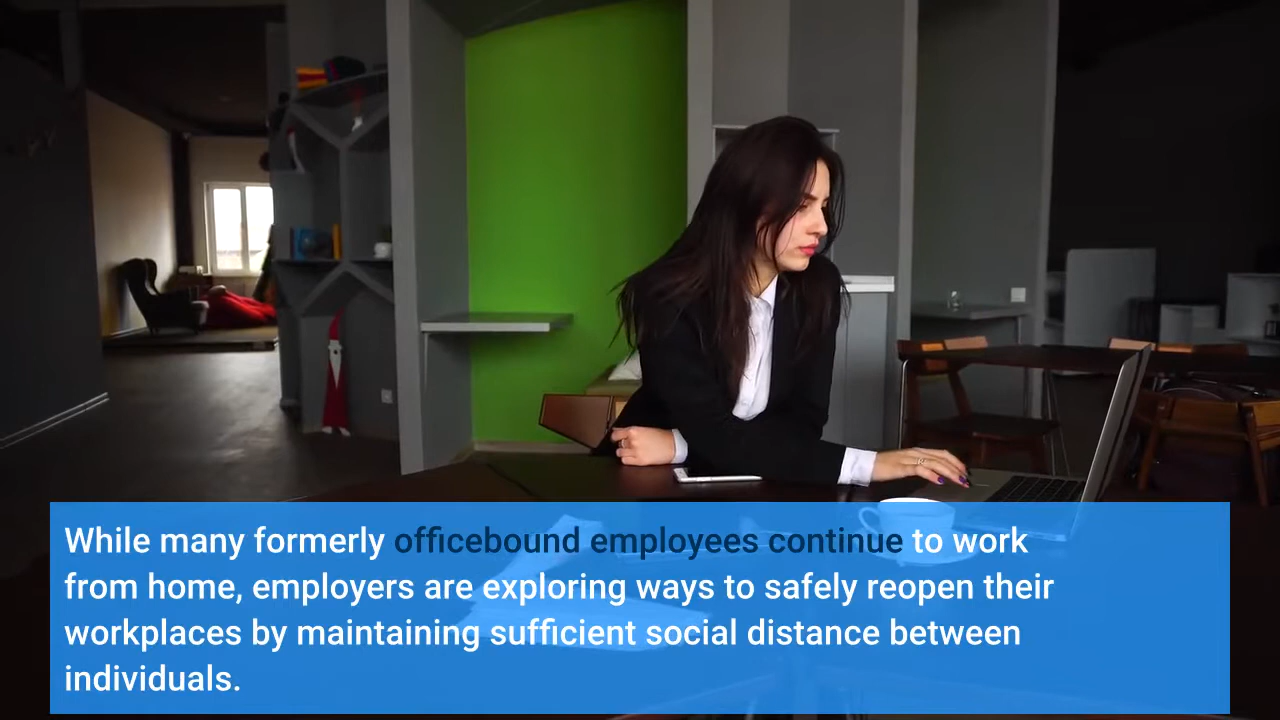 While many formerly officebound employees continue to work
from home, employers are exploring ways to safely reopen their
workplaces by maintaining sufficient social distance between
individuals.